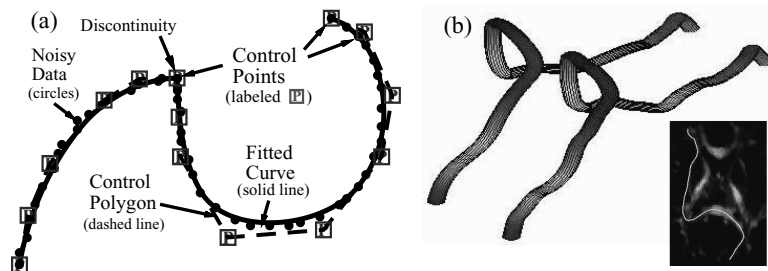 (a)
Discontinuity
Noisy
Data
(circles)
Control
Points
(labeled P )
Control
Polygon
(dashed line)
Fitted
Curve
(solid line)
P
P
P
P
P
P
P
P
P
P
P
P
P
(b)